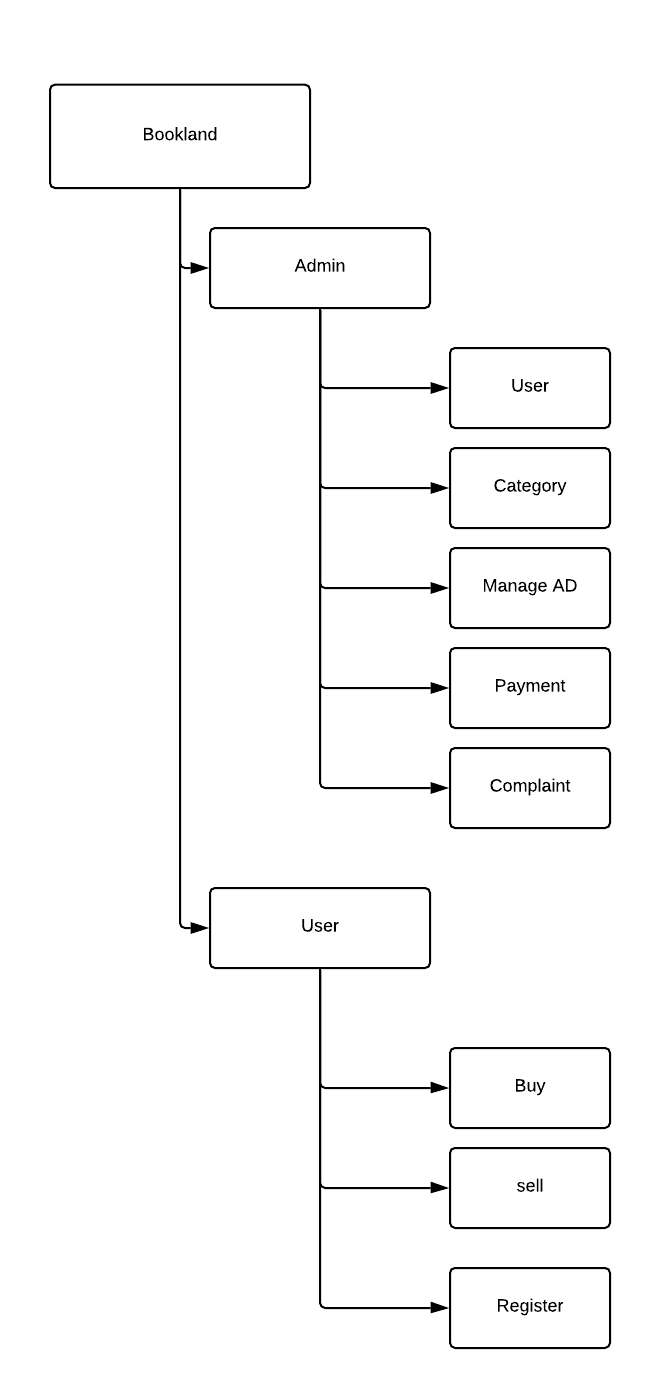 Bookland
Admin
User
Category
Manage AD
Payment
Complaint
User
Buy
sell
Register